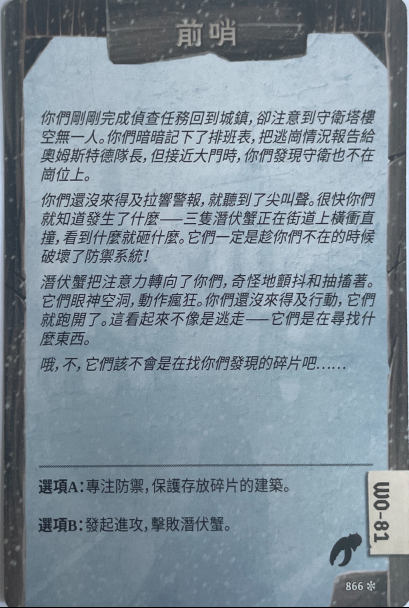 前哨
你們剛剛完成偵查任務回到城鎮，卻注意到守衛塔樓
空無一人。你們暗暗記下了排班表，把逃崗情況報告給
奧姆斯特德隊長，但接近大門時，你們發現守衛也不在
崗位上。
你們還沒來得及拉響警報，就聽到了尖叫聲。很快你們
就知道發生了什麼——三隻潛伏蟹正在街道上橫衝直
撞，看到什麼就砸什麼。它們一定是趁你們不在的時候
破壞了防禦系統！
潛伏蟹把注意力轉向了你們，奇怪地顫抖和抽搐著。
它們眼神空洞，動作瘋狂。你們還沒來得及行動，它們
就跑開了。這看起來不像是逃走——它們是在尋找什
麼東西。
哦，不，它們該不會是在找你們發現的碎片吧……
選項A：專注防禦，保護存放碎片的建築。
選項B：發起進攻，擊敗潛伏蟹。
WO-81
866